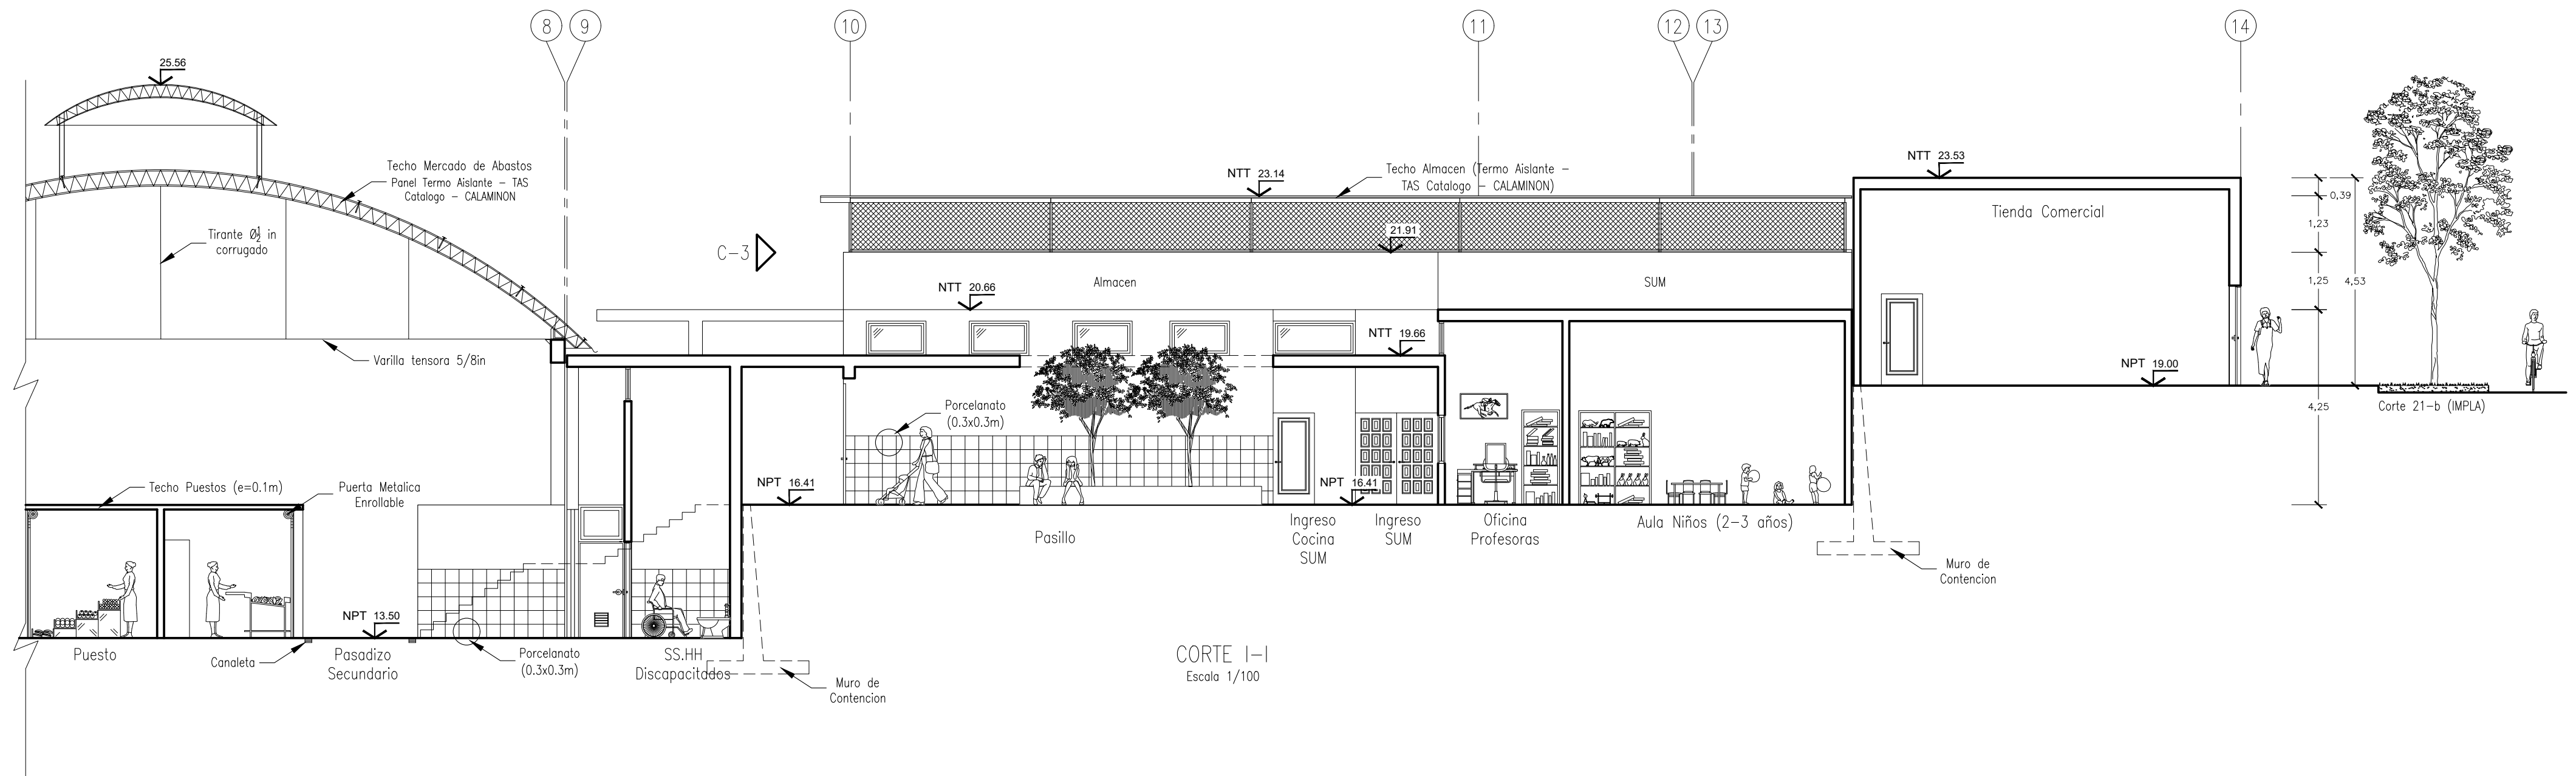 8
9
10
11
12
13
14
25.56
Techo Mercado de Abastos
Panel Termo Aislante - TAS
Catalogo - CALAMINON
Tirante Ø½ in
corrugado
Varilla tensora 5/8in
C-3
NTT 23.14
Techo Almacen (Termo Aislante -
TAS Catalogo - CALAMINON)
21.91
NTT 23.53
Tienda Comercial
0,39
1,23
1,25
4,53
4,25
Almacen
SUM
NTT 20.66
NTT 19.66
NPT 19.00
Corte 21-b (IMPLA)
Porcelanato
(0.3x0.3m)
Techo Puestos (e=0.1m)
Puerta Metalica
Enrollable
NPT 16.41
NPT 16.41
Pasillo
Ingreso
Cocina
SUM
Ingreso
SUM
Oficina
Profesoras
Aula Niños (2-3 años)
Muro de
Contencion
NPT 13.50
Puesto
Canaleta
Pasadizo
Secundario
Porcelanato
(0.3x0.3m)
SS.HH
Discapacitados
Muro de
Contencion
CORTE I-I
Escala 1/100